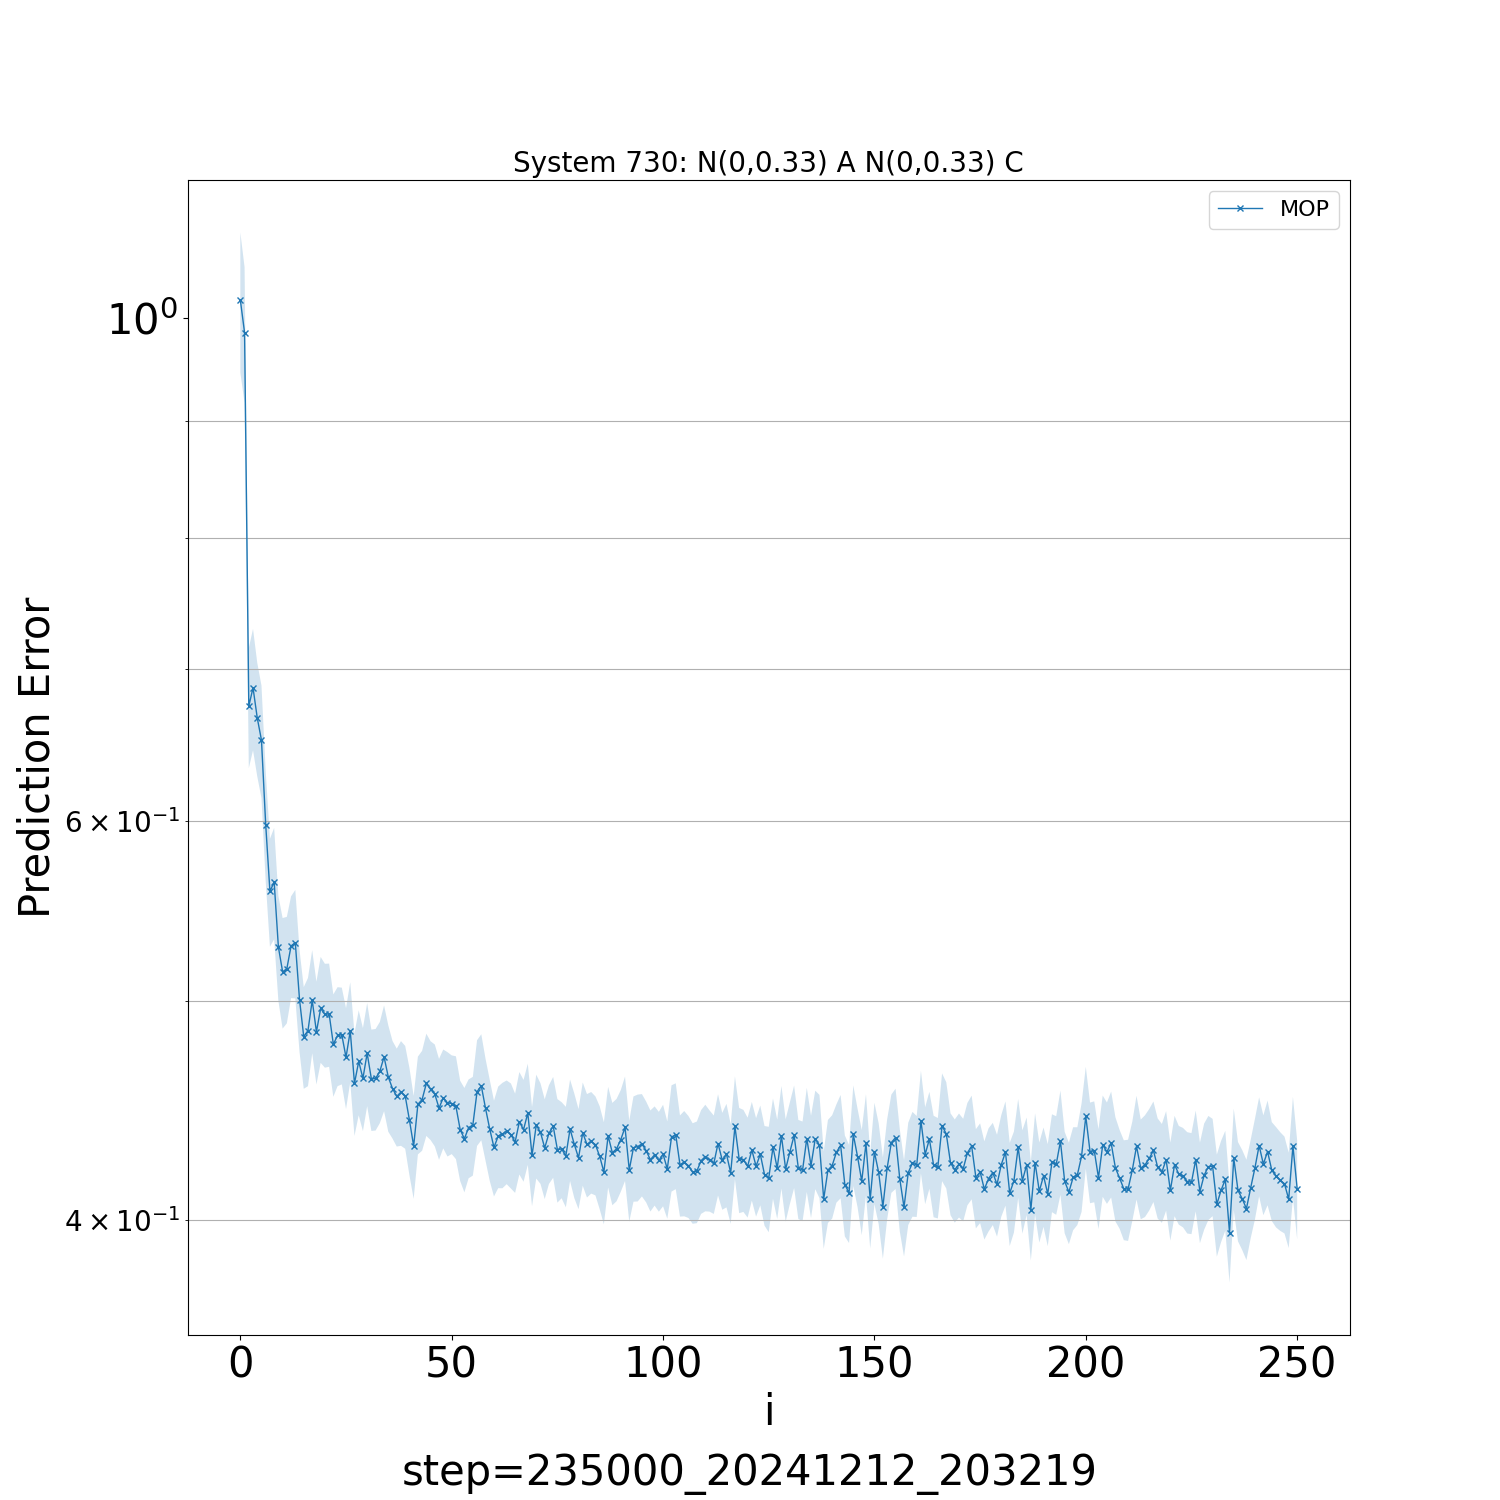 System 730: N(0,0.33) A N(0,0.33) C
MOP
10⁰
6 × 10⁻¹
4 × 10⁻¹
Prediction Error
0 50 100 150 200 250
i
step=235000_20241212_203219